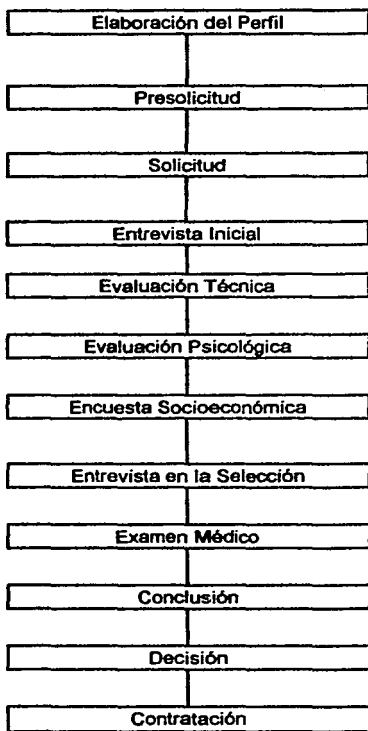 Elaboración del Perfil
Presolicitud
Solicitud
Entrevista Inicial
Evaluación Técnica
Evaluación Psicológica
Encuesta Socioeconómica
Entrevista en la Selección
Examen Médico
Conclusión
Decisión
Contratación